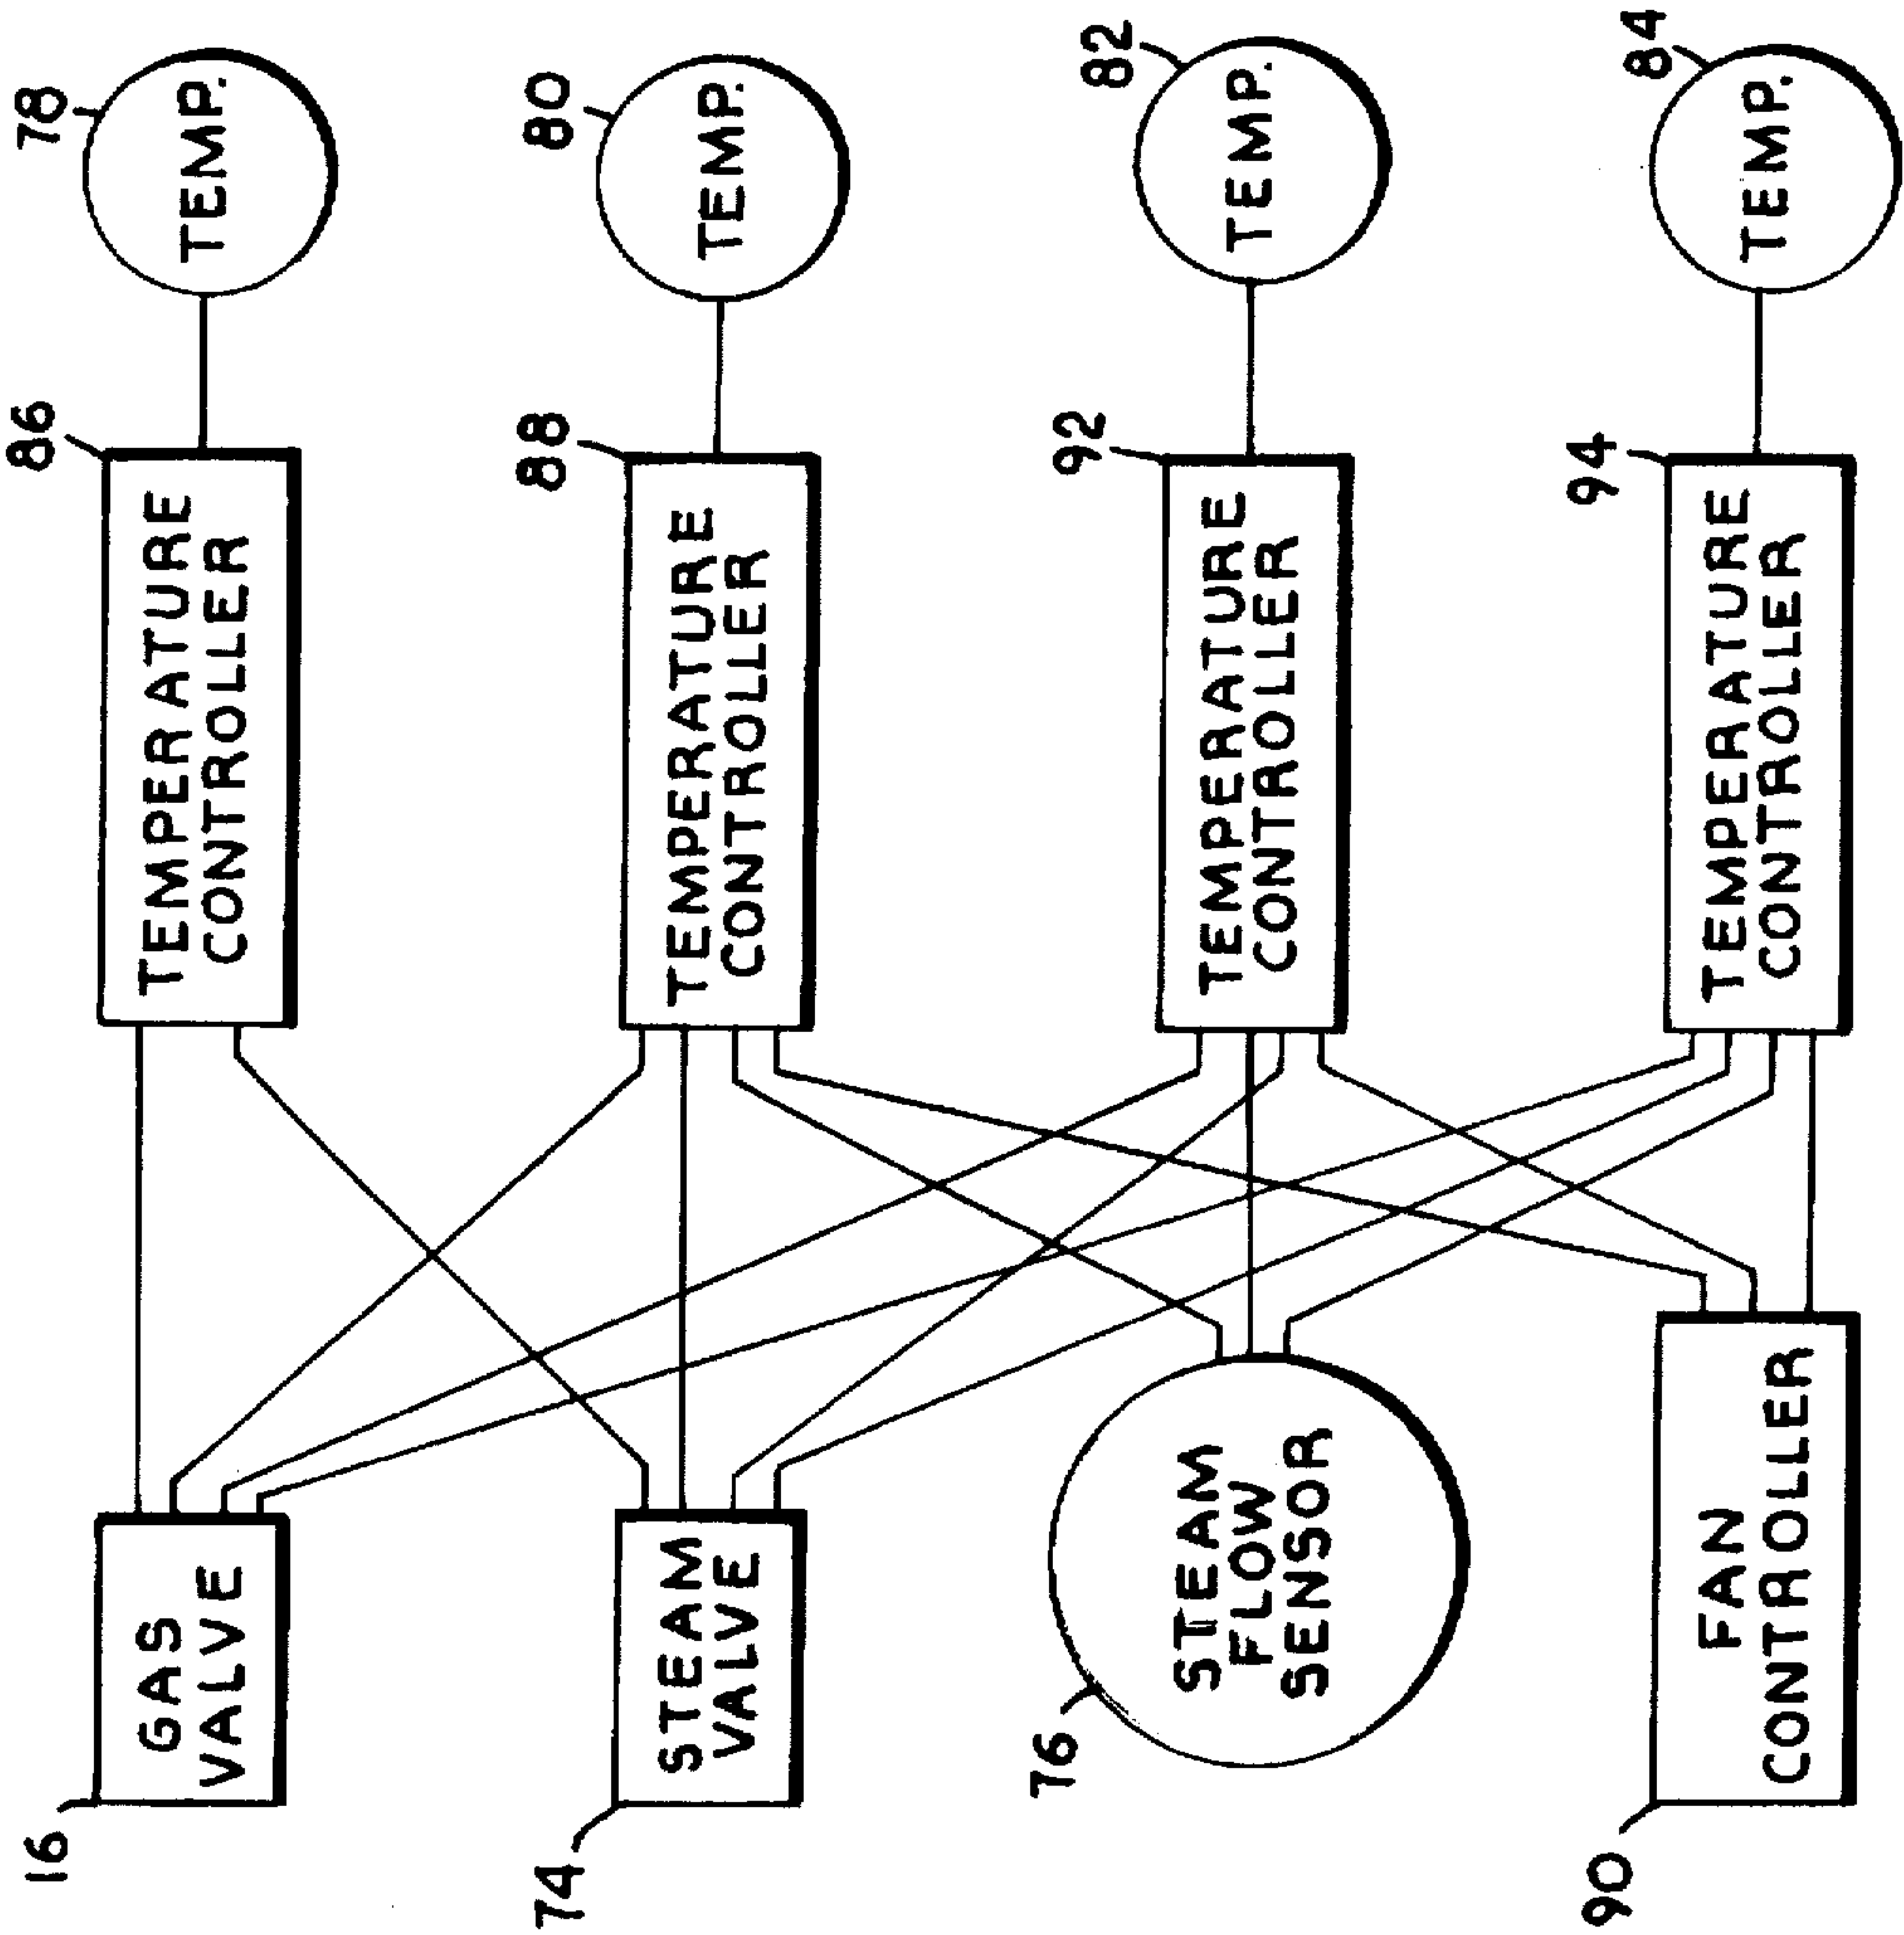 16
GAS
VALVE
86
TEMPERATURE
CONTROLLER
78
TEMP.
74
STEAM
VALVE
88
TEMPERATURE
CONTROLLER
80
TEMP.
76
STEAM
FLOW
SENSOR
92
TEMPERATURE
CONTROLLER
82
TEMP.
90
FAN
CONTROLLER
94
TEMPERATURE
CONTROLLER
84
TEMP.